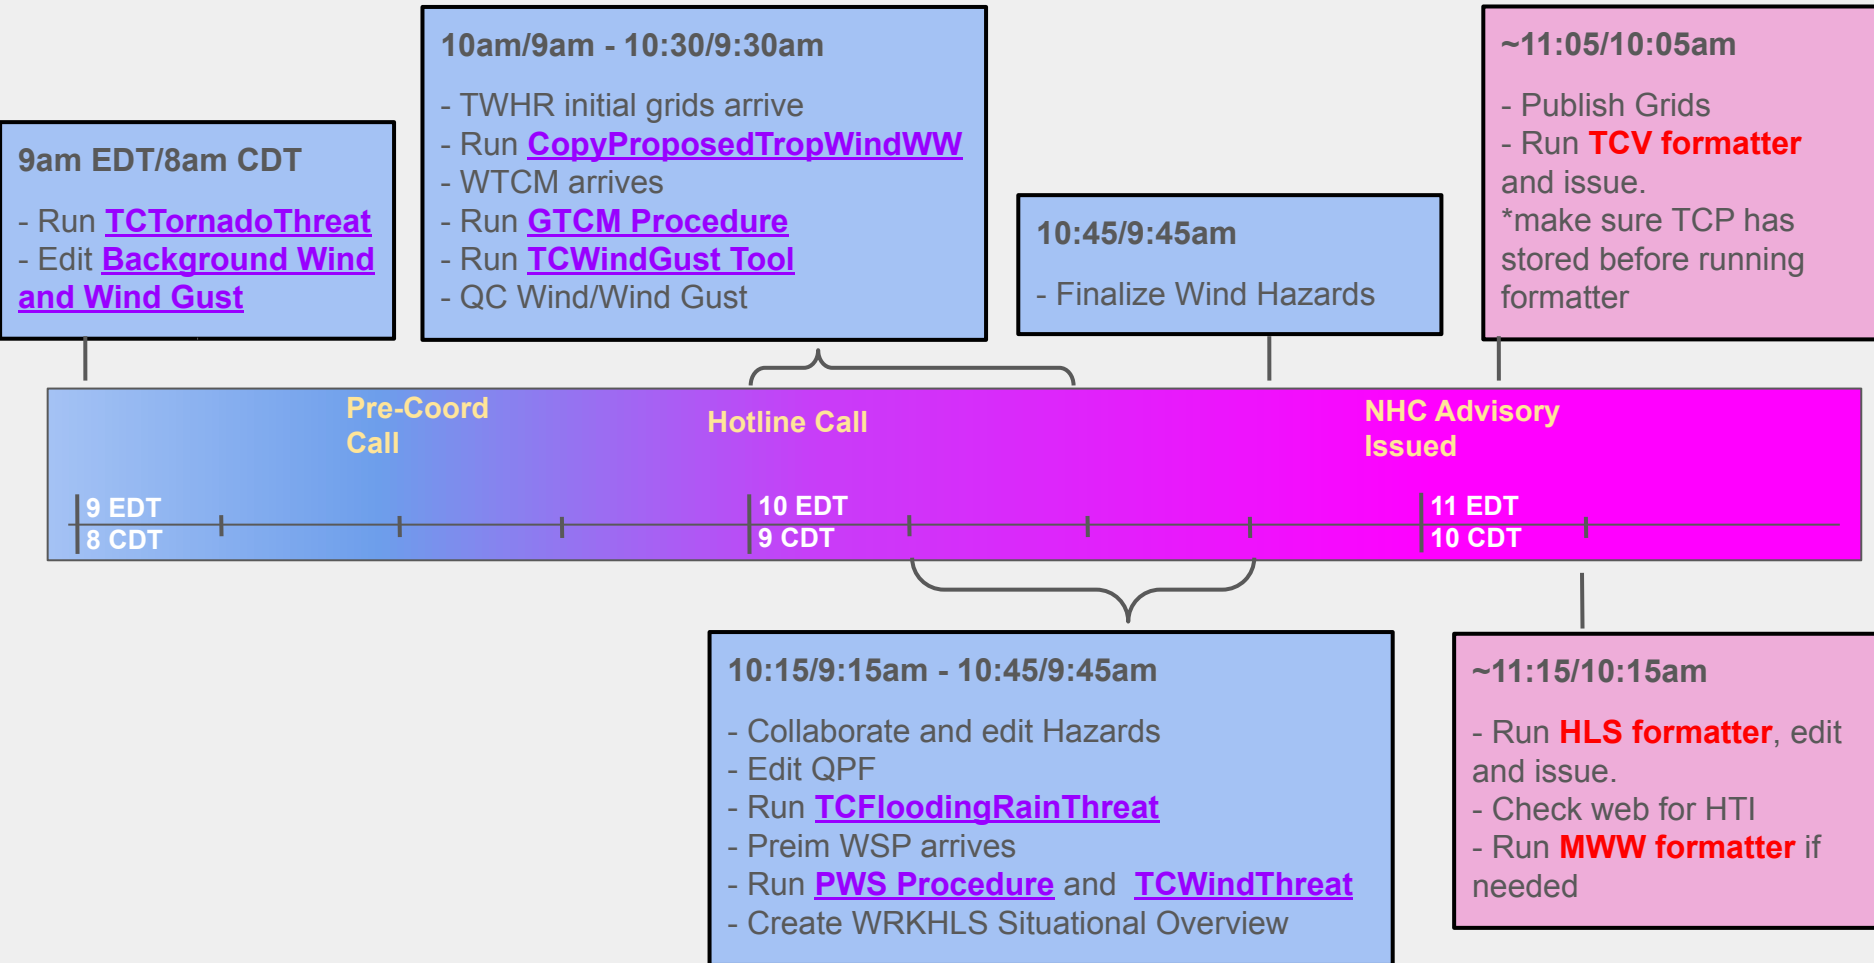 9am EDT/8am CDT
- Run TCTornadoThreat
- Edit Background Wind
and Wind Gust
10am/9am - 10:30/9:30am
- TWHR initial grids arrive
- Run CopyProposedTropWindWW
- WTCM arrives
- Run GTCM Procedure
- Run TCWindGust Tool
- QC Wind/Wind Gust
10:45/9:45am
- Finalize Wind Hazards
~11:05/10:05am
- Publish Grids
- Run TCV formatter
and issue.
*make sure TCP has
stored before running
formatter
Pre-Coord
Call
Hotline Call
NHC Advisory
Issued
9 EDT
8 CDT
10 EDT
9 CDT
11 EDT
10 CDT
10:15/9:15am - 10:45/9:45am
- Collaborate and edit Hazards
- Edit QPF
- Run TCFloodingRainThreat
- Preim WSP arrives
- Run PWS Procedure and TCWindThreat
- Create WRKHLS Situational Overview
~11:15/10:15am
- Run HLS formatter, edit
and issue.
- Check web for HTI
- Run MWW formatter if
needed